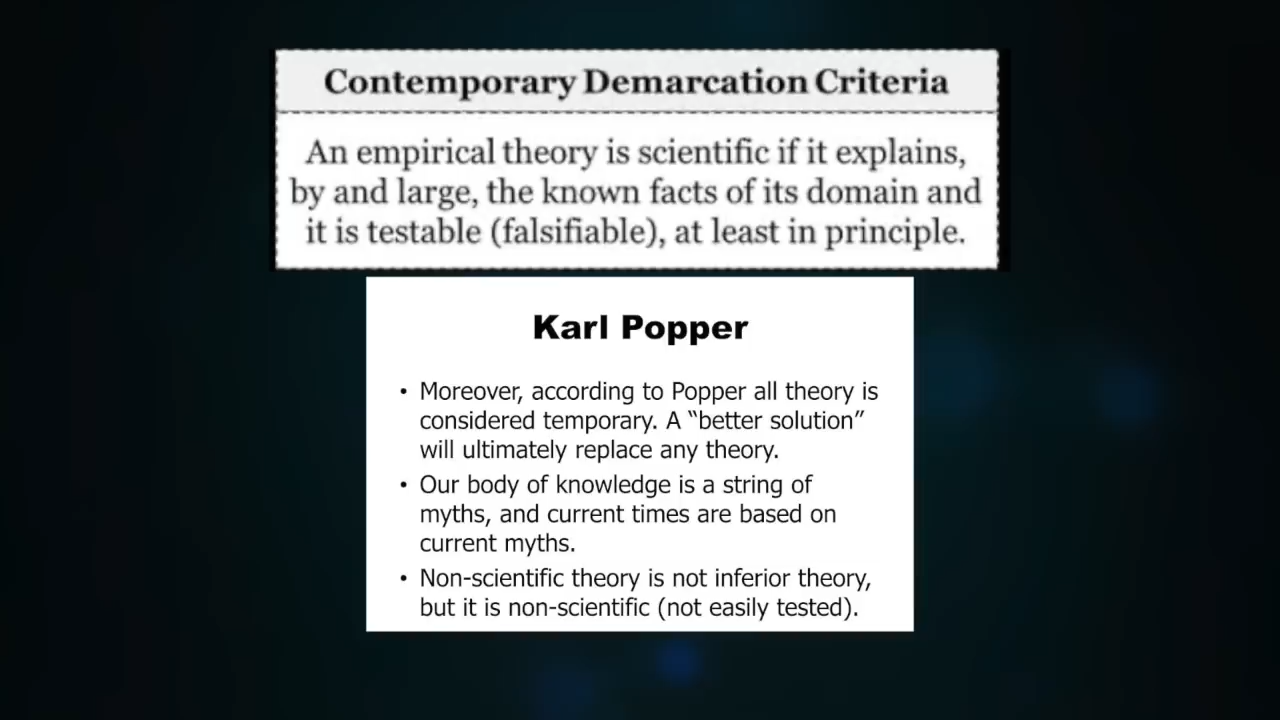 Contemporary Demarcation Criteria
An empirical theory is scientific if it explains,
by and large, the known facts of its domain and
it is testable (falsifiable), at least in principle.
Karl Popper
• Moreover, according to Popper all theory is
considered temporary. A “better solution”
will ultimately replace any theory.
• Our body of knowledge is a string of
myths, and current times are based on
current myths.
• Non-scientific theory is not inferior theory,
but it is non-scientific (not easily tested).